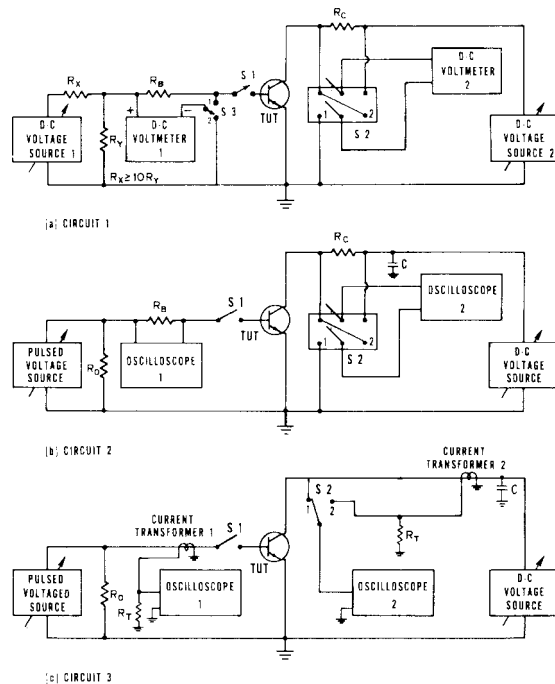 R_C
S 1
R_X
R_B
D-C
VOLTMETER
2
1
S 3
2
+
−
D-C
VOLTAGE
SOURCE 1
R_Y
D-C
VOLTMETER
1
TUT
1
2
S 2
D-C
VOLTAGE
SOURCE 2
R_X ≥ 10R_Y
(a) CIRCUIT 1
R_C
C
R_B
S 1
OSCILLOSCOPE
2
TUT
1
2
S 2
PULSED
VOLTAGE
SOURCE
R_O
OSCILLOSCOPE
1
D-C
VOLTAGE
SOURCE
(b) CIRCUIT 2
CURRENT
TRANSFORMER 2
S 2
1
2
C
CURRENT
TRANSFORMER 1
S 1
R_T
TUT
PULSED
VOLTAGED
SOURCE
R_O
R_T
OSCILLOSCOPE
1
OSCILLOSCOPE
2
D-C
VOLTAGE
SOURCE
(c) CIRCUIT 3